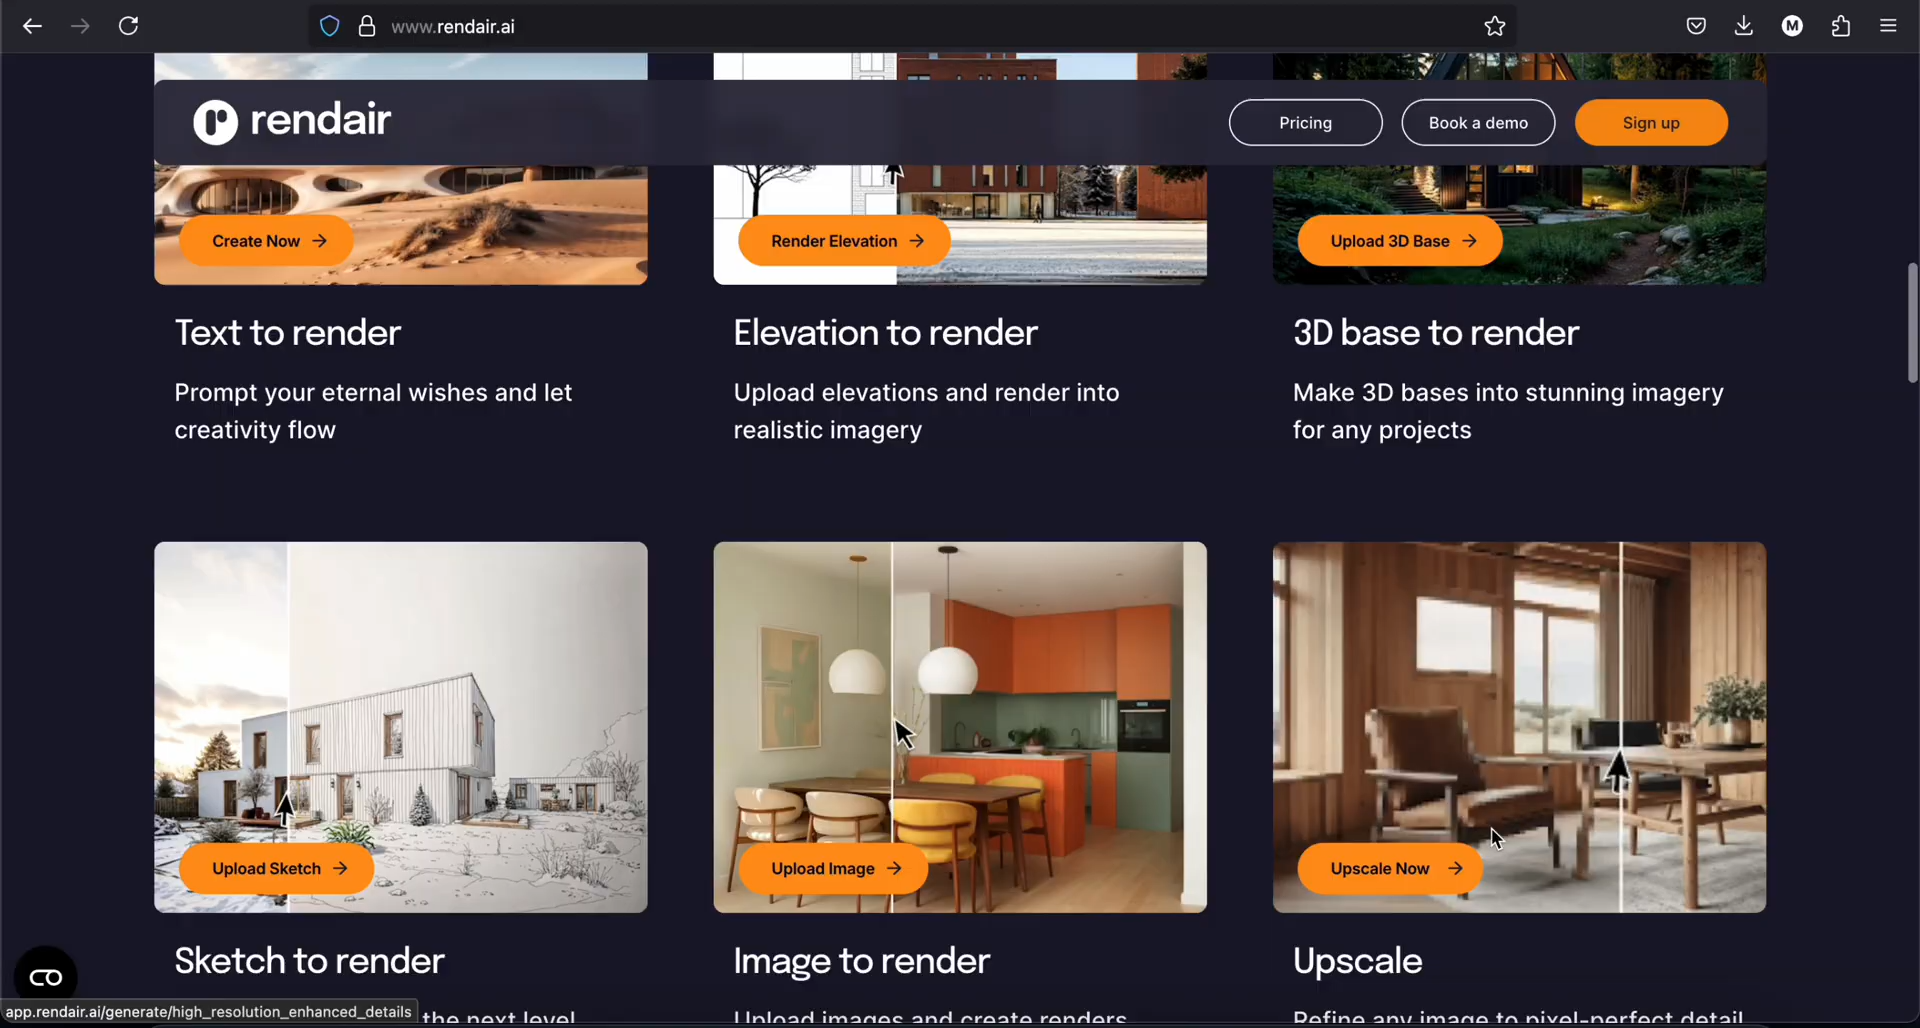 www.rendair.ai
M
rendair
Pricing
Book a demo
Sign up
Create Now →
Render Elevation →
Upload 3D Base →
Text to render
Elevation to render
3D base to render
Prompt your eternal wishes and let
creativity flow
Upload elevations and render into
realistic imagery
Make 3D bases into stunning imagery
for any projects
Upload Sketch →
Upload Image →
Upscale Now →
Sketch to render
Image to render
Upscale
app.rendair.ai/generate/high_resolution_enhanced_details
the next level
Upload images and create renders
Refine any image to pixel-perfect detail